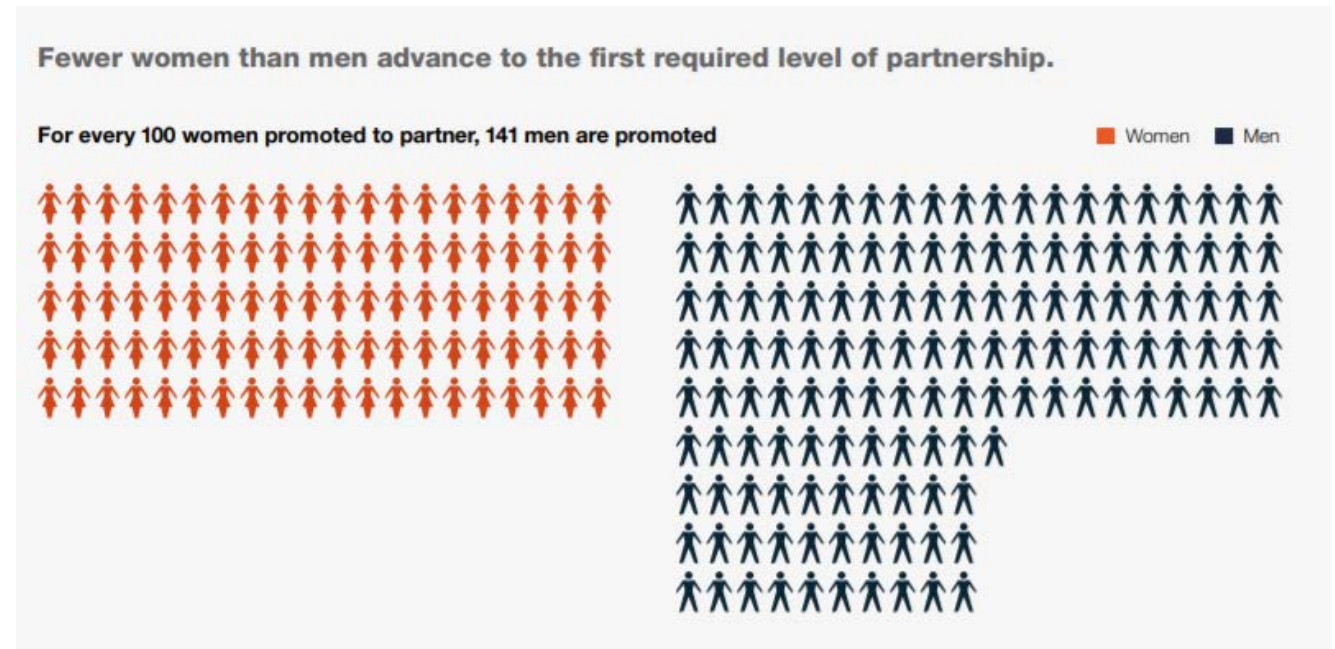 Fewer women than men advance to the first required level of partnership.
For every 100 women promoted to partner, 141 men are promoted
Women
Men